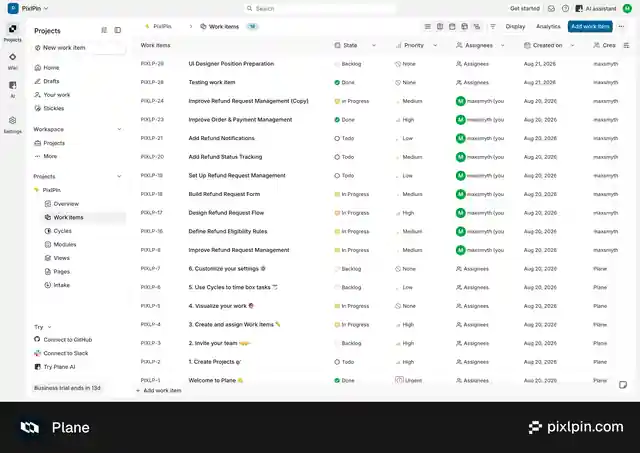 PixlPin
Search
Get started
AI assistant
M
Projects
Wiki
AI
Settings
Projects
New work item
Home
Drafts
Your work
Stickies
Workspace
Projects
More
Projects
PixlPin
Overview
Work items
Cycles
Modules
Views
Pages
Intake
Try
Connect to GitHub
Connect to Slack
Try Plane AI
Business trial ends in 13d
PixlPin > Work items 18 Display Analytics Add work item
Work items State Priority Assignees Created on Crea
PIXLP-29 UI Designer Position Preparation Backlog None Assignees Aug 21, 2026 maxsmyth
PIXLP-28 Testing work item Done None Assignees Aug 21, 2026 maxsmyth
PIXLP-24 Improve Refund Request Management (Copy) In Progress Medium M maxsmyth (you Aug 20, 2026 maxsmyth
PIXLP-23 Improve Order & Payment Management Done High M maxsmyth (you Aug 20, 2026 maxsmyth
PIXLP-21 Add Refund Notifications Todo Low M maxsmyth (you Aug 20, 2026 maxsmyth
PIXLP-20 Add Refund Status Tracking Todo Medium M maxsmyth (you Aug 20, 2026 maxsmyth
PIXLP-19 Set Up Refund Request Management Todo Low M maxsmyth (you Aug 20, 2026 maxsmyth
PIXLP-18 Build Refund Request Form In Progress Medium M maxsmyth (you Aug 20, 2026 maxsmyth
PIXLP-17 Design Refund Request Flow In Progress High M maxsmyth (you Aug 20, 2026 maxsmyth
PIXLP-16 Define Refund Eligibility Rules In Progress Medium M maxsmyth (you Aug 20, 2026 maxsmyth
PIXLP-8 Improve Refund Request Management In Progress Medium M maxsmyth (you Aug 20, 2026 maxsmyth
PIXLP-7 6. Customize your settings Backlog None Assignees Aug 20, 2026 Plane
PIXLP-6 5. Use Cycles to time box tasks Backlog Low Assignees Aug 20, 2026 Plane
PIXLP-5 4. Visualize your work In Progress None Assignees Aug 20, 2026 Plane
PIXLP-4 3. Create and assign Work items In Progress High Assignees Aug 20, 2026 Plane
PIXLP-3 2. Invite your team Backlog High Assignees Aug 20, 2026 Plane
PIXLP-2 1. Create Projects Todo High Assignees Aug 20, 2026 Plane
PIXLP-1 Welcome to Plane Done Urgent Assignees Aug 20, 2026 Plane
+ Add work item
Plane
pixlpin.com